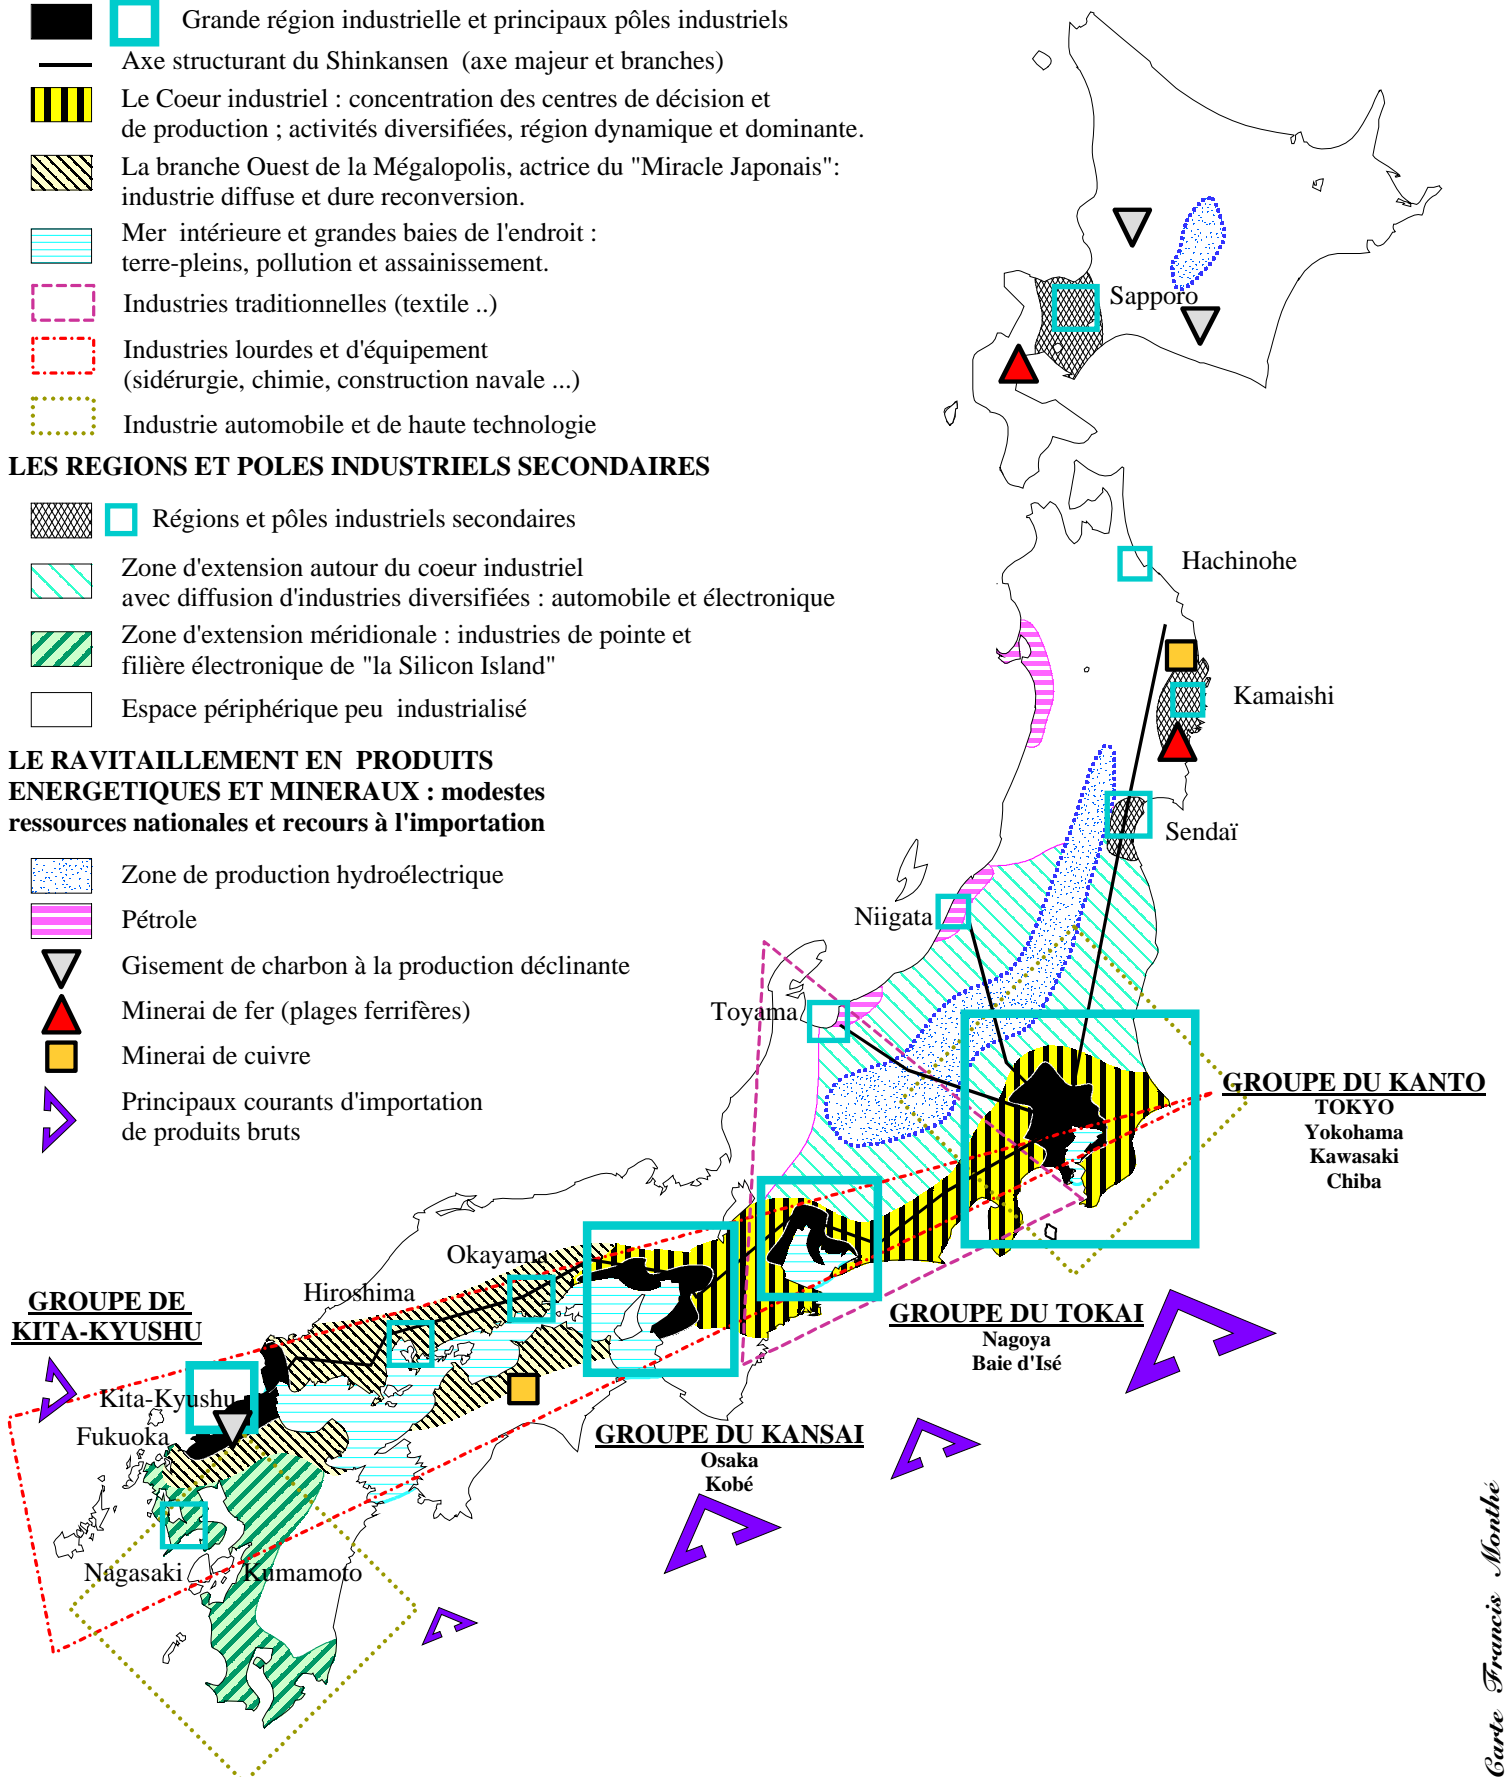 Grande région industrielle et principaux pôles industriels
Axe structurant du Shinkansen (axe majeur et branches)
Le Coeur industriel : concentration des centres de décision et
de production ; activités diversifiées, région dynamique et dominante.
La branche Ouest de la Mégalopolis, actrice du "Miracle Japonais":
industrie diffuse et dure reconversion.
Mer intérieure et grandes baies de l'endroit :
terre-pleins, pollution et assainissement.
Industries traditionnelles (textile ..)
Industries lourdes et d'équipement
(sidérurgie, chimie, construction navale ...)
Industrie automobile et de haute technologie
LES REGIONS ET POLES INDUSTRIELS SECONDAIRES
Régions et pôles industriels secondaires
Zone d'extension autour du coeur industriel
avec diffusion d'industries diversifiées : automobile et électronique
Zone d'extension méridionale : industries de pointe et
filière électronique de "la Silicon Island"
Espace périphérique peu industrialisé
LE RAVITAILLEMENT EN PRODUITS
ENERGETIQUES ET MINERAUX : modestes
ressources nationales et recours à l'importation
Zone de production hydroélectrique
Pétrole
Gisement de charbon à la production déclinante
Minerai de fer (plages ferrifères)
Minerai de cuivre
Principaux courants d'importation
de produits bruts
Sapporo
Hachinohe
Kamaishi
Sendaï
Niigata
Toyama
GROUPE DU KANTO
TOKYO
Yokohama
Kawasaki
Chiba
Okayama
Hiroshima
GROUPE DE
KITA-KYUSHU
GROUPE DU TOKAI
Nagoya
Baie d'Isé
Kita-Kyushu
Fukuoka
GROUPE DU KANSAI
Osaka
Kobé
Nagasaki
Kumamoto
Carte Francis Monthé